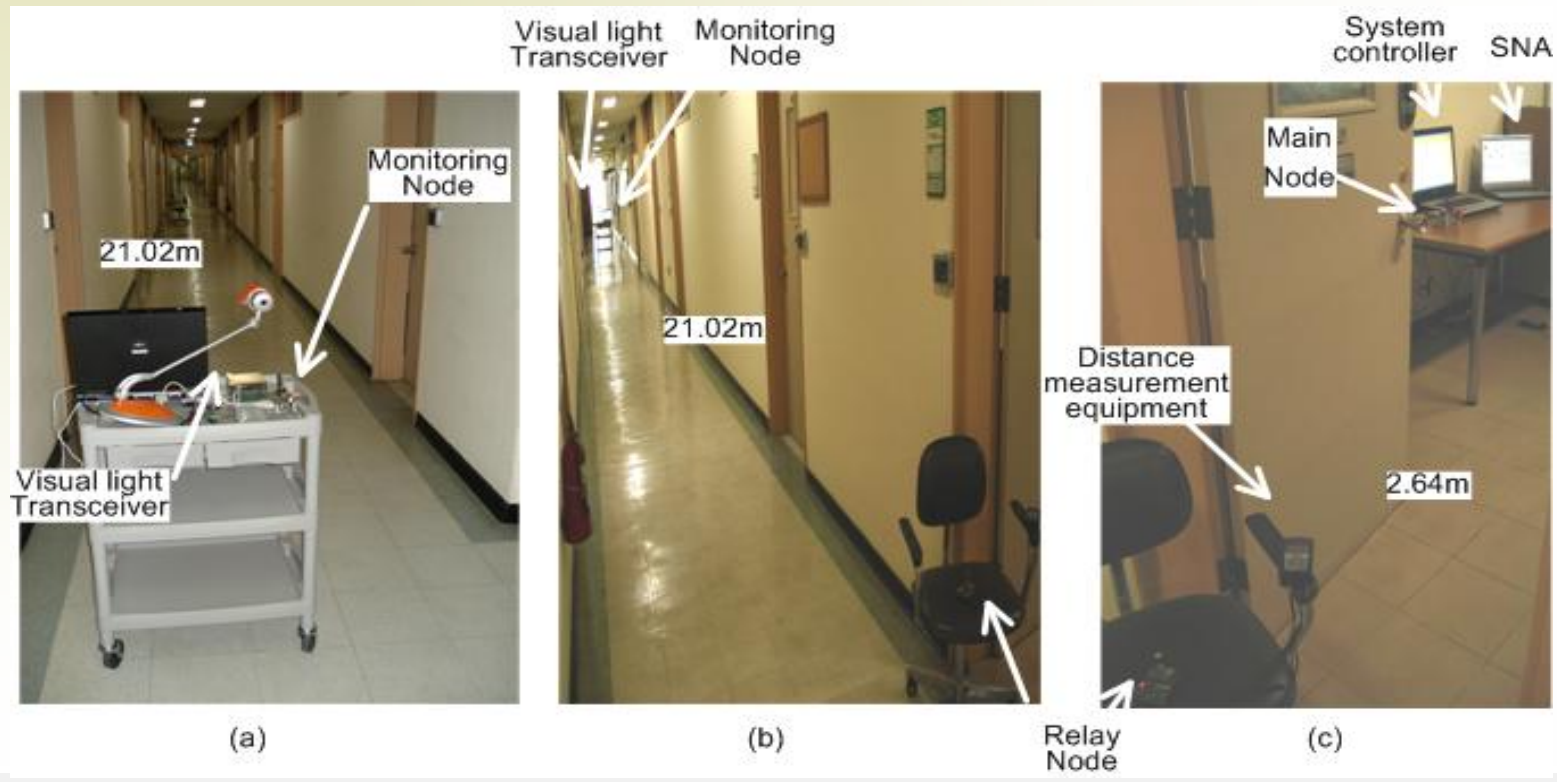 Visual light
Transceiver
Monitoring
Node
System
controller
SNA
Monitoring
Node
21.02m
Visual light
Transceiver
21.02m
Main
Node
Distance
measurement
equipment
2.64m
Relay
Node
(a)
(b)
(c)